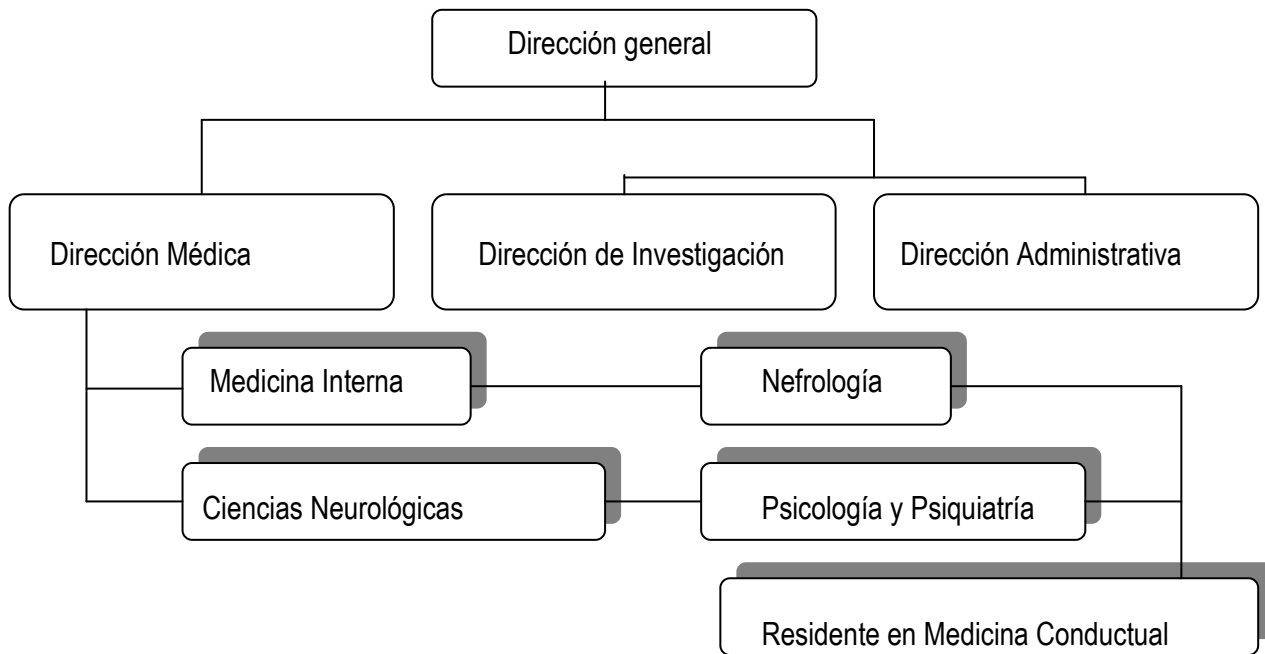 Dirección general
Dirección Médica
Dirección de Investigación
Dirección Administrativa
Medicina Interna
Nefrología
Ciencias Neurológicas
Psicología y Psiquiatría
Residente en Medicina Conductual